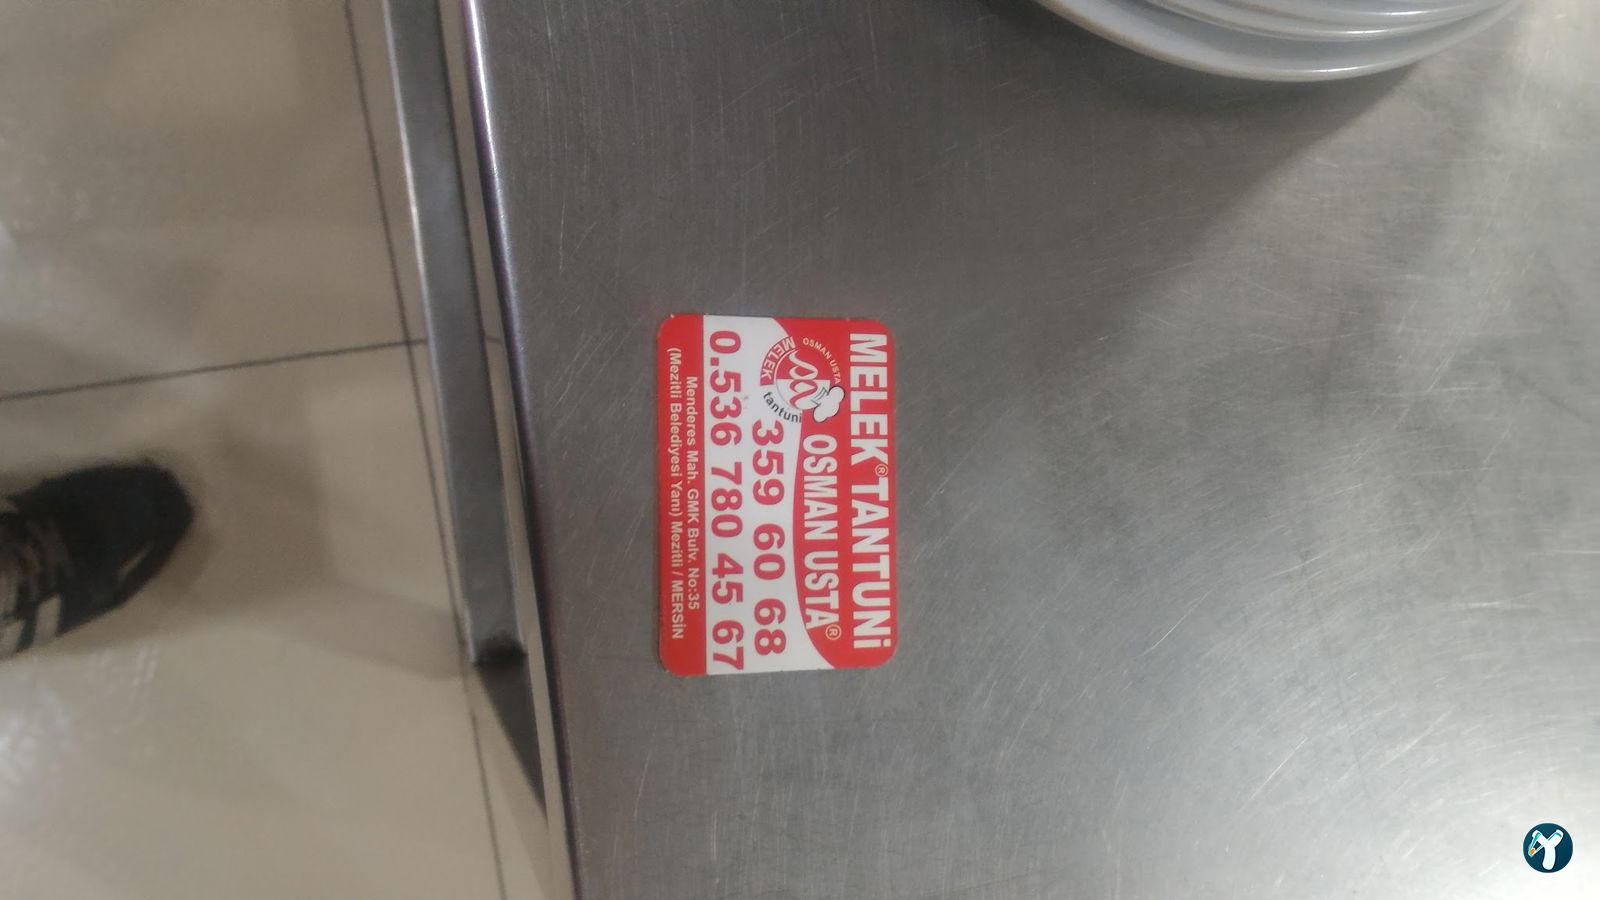 MELEK® TANTUNİ
OSMAN USTA®
OSMAN USTA
MELEK
tantuni
359 60 68
0.536 780 45 67
Menderes Mah. GMK Bulv. No:35
(Mezitli Belediyesi Yanı) Mezitli / MERSİN